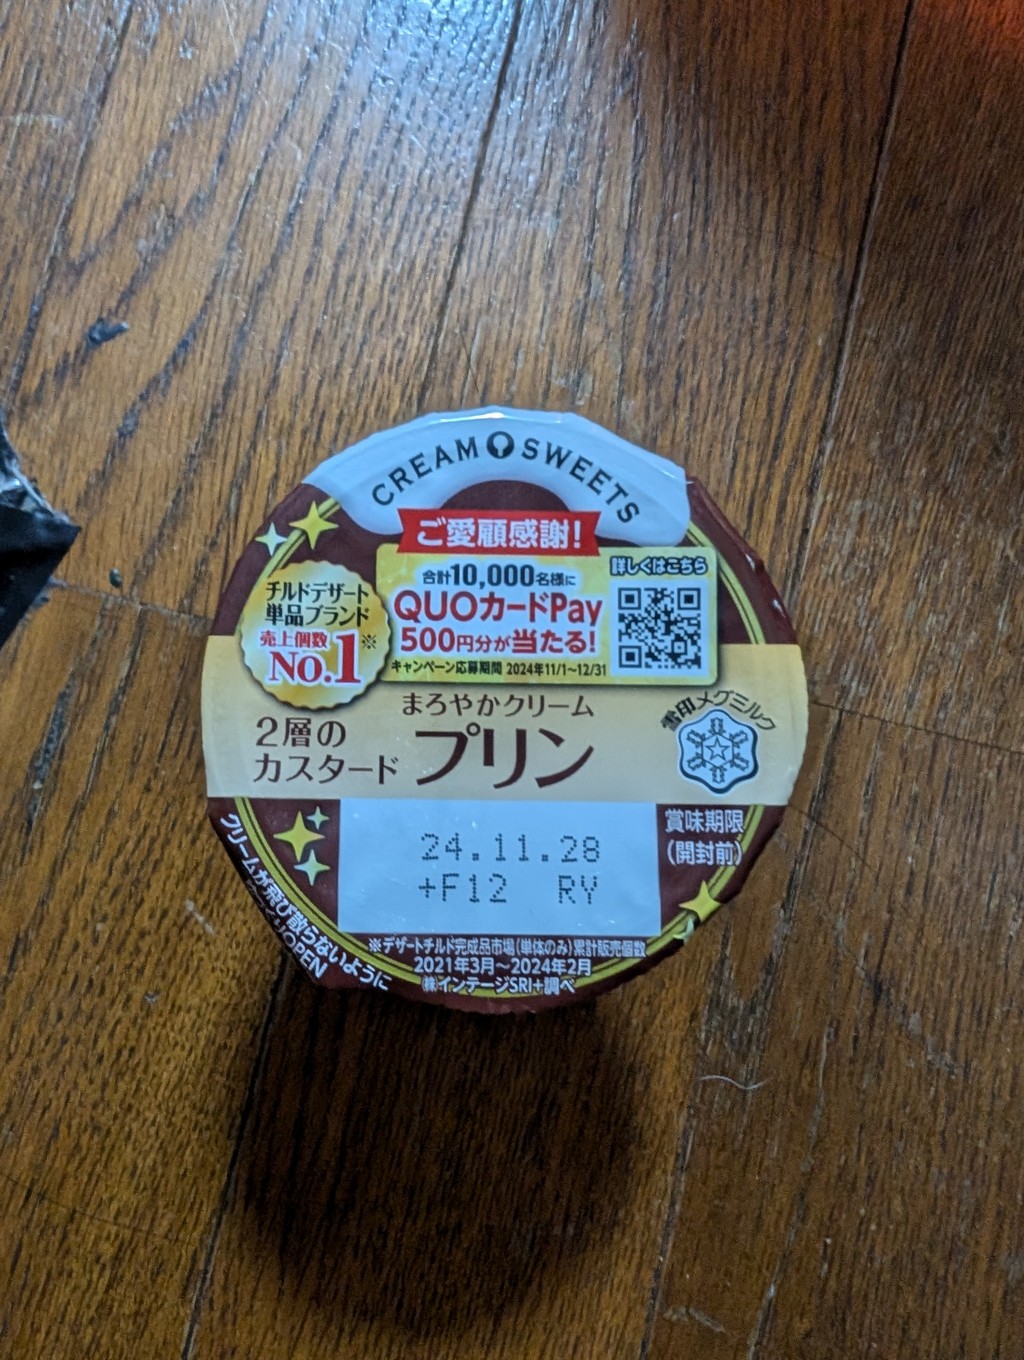 CREAM SWEETS
ご愛顧感謝!
合計10,000名様に
QUOカードPay
500円分が当たる!
キャンペーン応募期間 2024年11/1〜12/31
詳しくはこちら
チルドデザート
単品ブランド
売上個数
No.1※
まろやかクリーム
2層の
カスタード
プリン
雪印メグミルク
24.11.28
+F12 RY
賞味期限
(開封前)
クリームが飛び散らないように
OPEN
※デザートチルド完成品市場(単体のみ)累計販売個数
2021年3月〜2024年2月
㈱インテージSRI+調べ